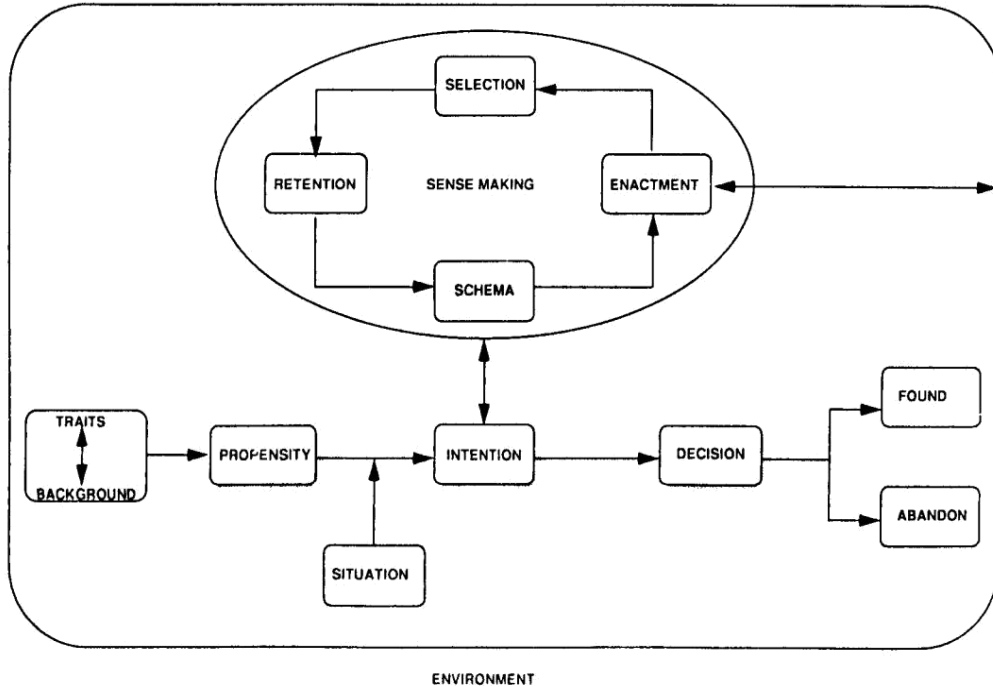 SELECTION
RETENTION
SENSE MAKING
ENACTMENT
SCHEMA
TRAITS
BACKGROUND
PROPENSITY
INTENTION
DECISION
FOUND
ABANDON
SITUATION
ENVIRONMENT